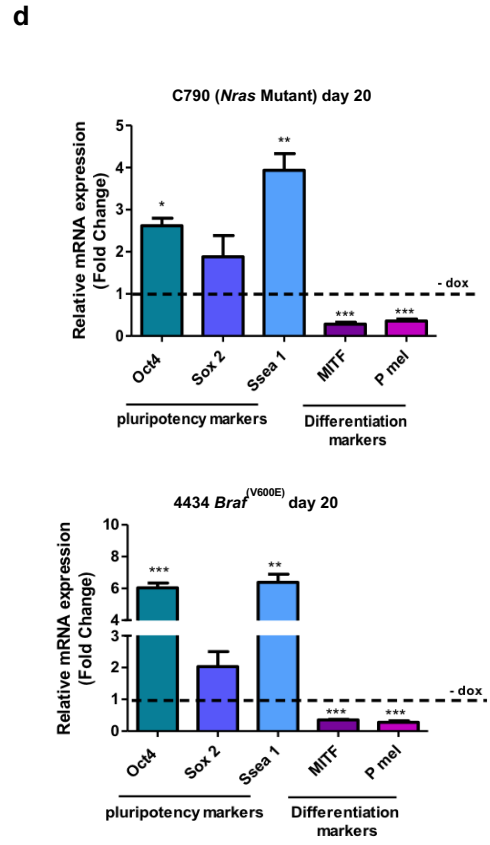 d
C790 (Nras Mutant) day 20
Relative mRNA expression
(Fold Change)
5
4
3
2
1
0
*
**
***
***
- dox
Oct4
Sox 2
Ssea 1
MITF
P mel
pluripotency markers
Differentiation
markers
4434 Braf(V600E) day 20
Relative mRNA expression
(Fold Change)
10
8
6
4
3
2
1
0
***
**
***
***
- dox
Oct4
Sox 2
Ssea 1
MITF
P mel
pluripotency markers
Differentiation
markers